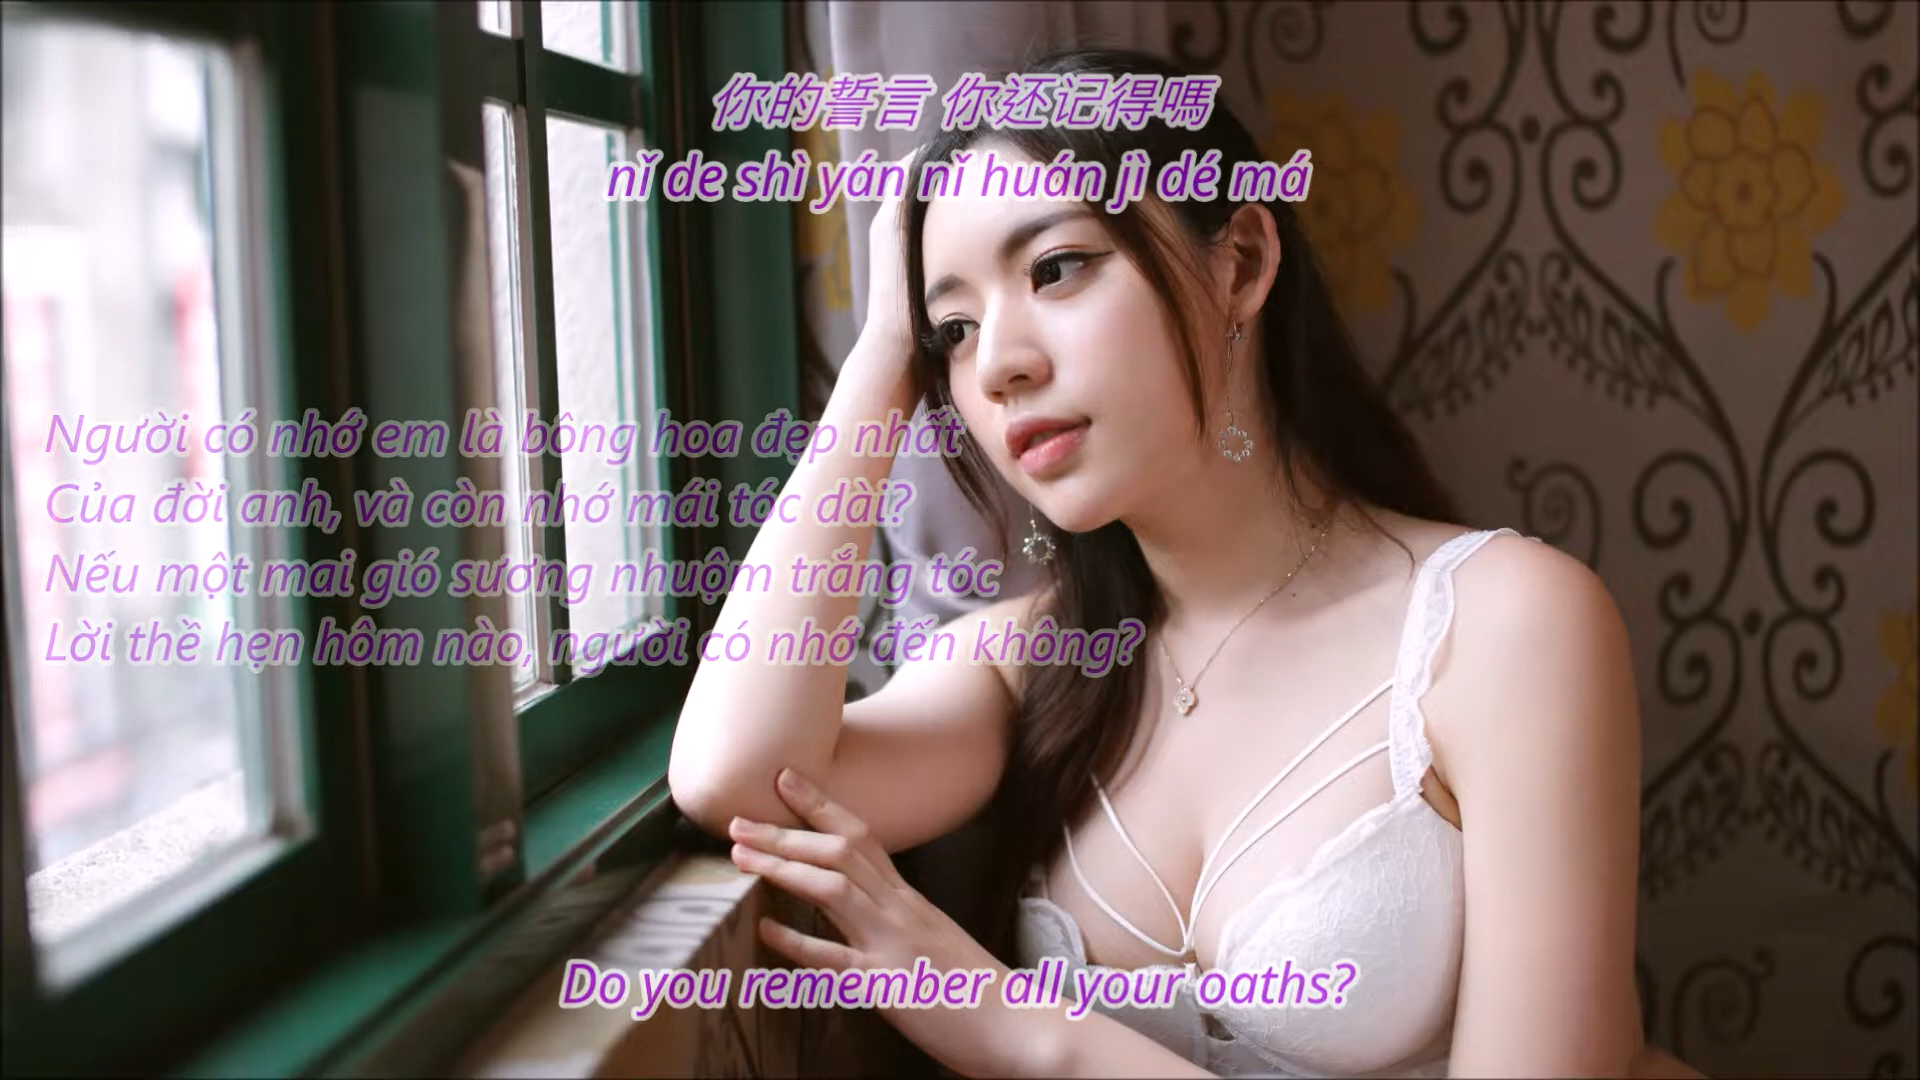 你的誓言 你还记得嗎
nǐ de shì yán nǐ huán jì dé má
Người có nhớ em là bông hoa đẹp nhất
Của đời anh, và còn nhớ mái tóc dài?
Nếu một mai gió sương nhuộm trắng tóc
Lời thề hẹn hôm nào, người có nhớ đến không?
Do you remember all your oaths?